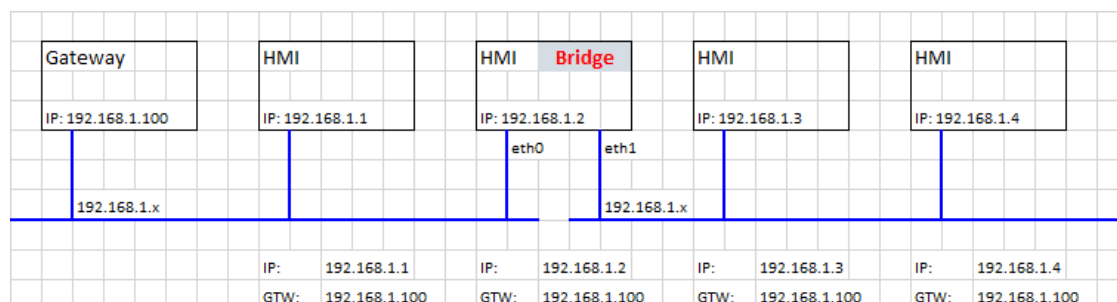 Gateway
IP: 192.168.1.100
HMI
IP: 192.168.1.1
HMI Bridge
IP: 192.168.1.2
HMI
IP: 192.168.1.3
HMI
IP: 192.168.1.4
eth0 eth1
192.168.1.x 192.168.1.x
IP: 192.168.1.1 IP: 192.168.1.2 IP: 192.168.1.3 IP: 192.168.1.4
GTW: 192.168.1.100 GTW: 192.168.1.100 GTW: 192.168.1.100 GTW: 192.168.1.100